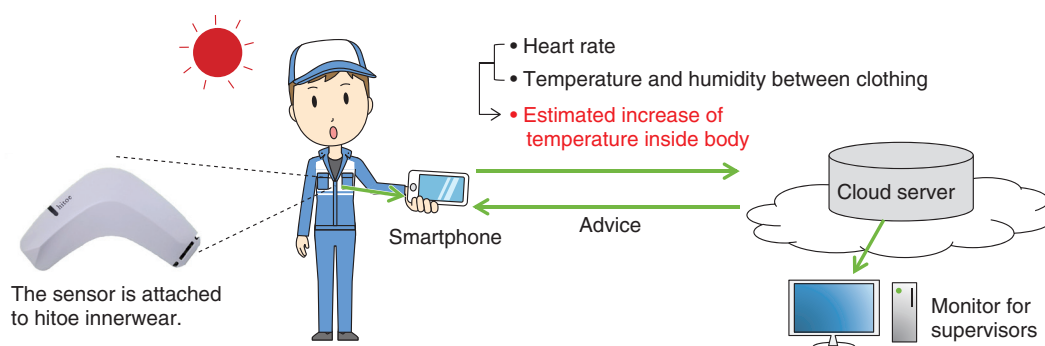 • Heart rate
• Temperature and humidity between clothing
• Estimated increase of
temperature inside body
hitoe
Smartphone
Advice
Cloud server
The sensor is attached
to hitoe innerwear.
Monitor for
supervisors